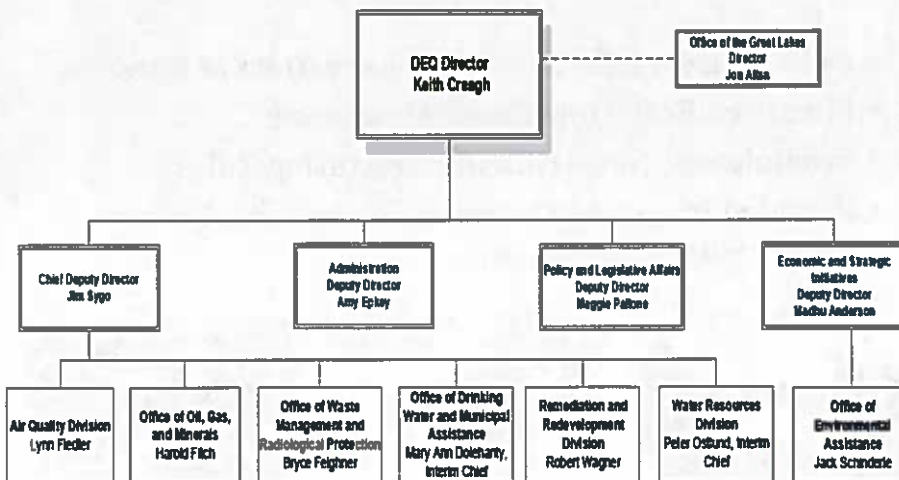 DEQ Director
Keith Creagh
Office of the Great Lakes
Director
Jon Allan
Chief Deputy Director
Jim Sygo
Administration
Deputy Director
Amy Epkey
Policy and Legislative Affairs
Deputy Director
Maggie Pallone
Economic and Strategic
Initiatives
Deputy Director
Madhu Anderson
Air Quality Division
Lynn Fiedler
Office of Oil, Gas,
and Minerals
Harold Fitch
Office of Waste
Management and
Radiological Protection
Bryce Feighner
Office of Drinking
Water and Municipal
Assistance
Mary Ann Dolehanty,
Interim Chief
Remediation and
Redevelopment
Division
Robert Wagner
Water Resources
Division
Peter Ostlund, Interim
Chief
Office of
Environmental
Assistance
Jack Schinderle